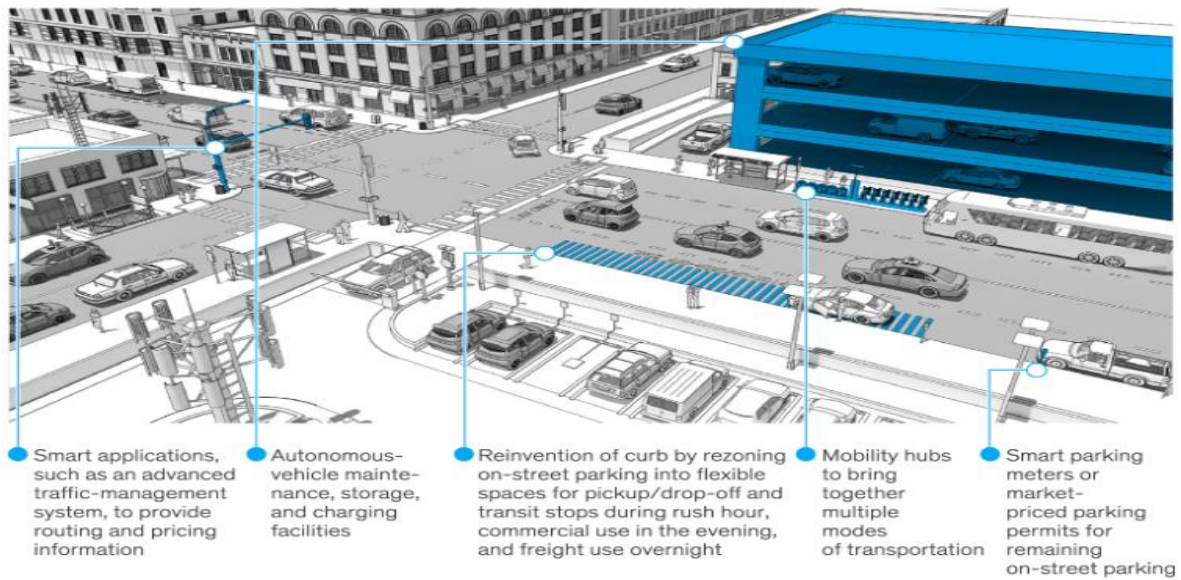 Smart applications,
such as an advanced
traffic-management
system, to provide
routing and pricing
information
Autonomous-
vehicle mainte-
nance, storage,
and charging
facilities
Reinvention of curb by rezoning
on-street parking into flexible
spaces for pickup/drop-off and
transit stops during rush hour,
commercial use in the evening,
and freight use overnight
Mobility hubs
to bring
together
multiple
modes
of transportation
Smart parking
meters or
market-
priced parking
permits for
remaining
on-street parking